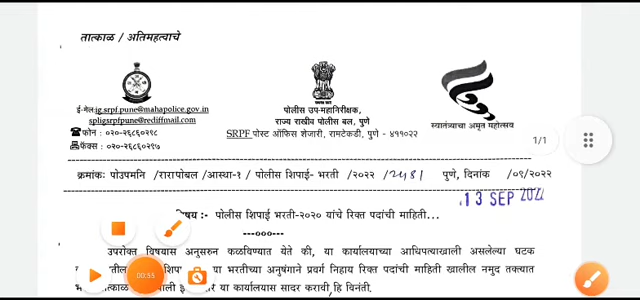 तात्काळ / अतिमहत्वाचे
ई-मेल:ig.srpf.pune@mahapolice.gov.in
spligsrpfpune@rediffmail.com
फोन : ०२०-२६८६०२९८
फॅक्स : ०२०-२६८६०२९७
पोलीस उप-महानिरीक्षक,
राज्य राखीव पोलीस बल, पुणे
SRPF पोस्ट ऑफिस शेजारी, रामटेकडी, पुणे - ४११०२२
स्वातंत्र्याचा अमृत महोत्सव
1/1
क्रमांकः पोउपमनि /रारापोबल /आस्था-१ / पोलीस शिपाई- भरती /२०२२ /2481 पुणे, दिनांक /०९/२०२२
13 SEP 2022
विषय :- पोलीस शिपाई भरती-२०२० यांचे रिक्त पदांची माहिती...
---०००---
उपरोक्त विषयास अनुसरुन कळविण्यात येते की, या कार्यालयाचे आधिपत्याखाली असलेल्या घटक
या भरतीच्या अनुषंगाने प्रवर्ग निहाय रिक्त पदांची माहिती खालील नमुद तक्त्यात
या कार्यालयास सादर करावी, हि विनंती.
00:55